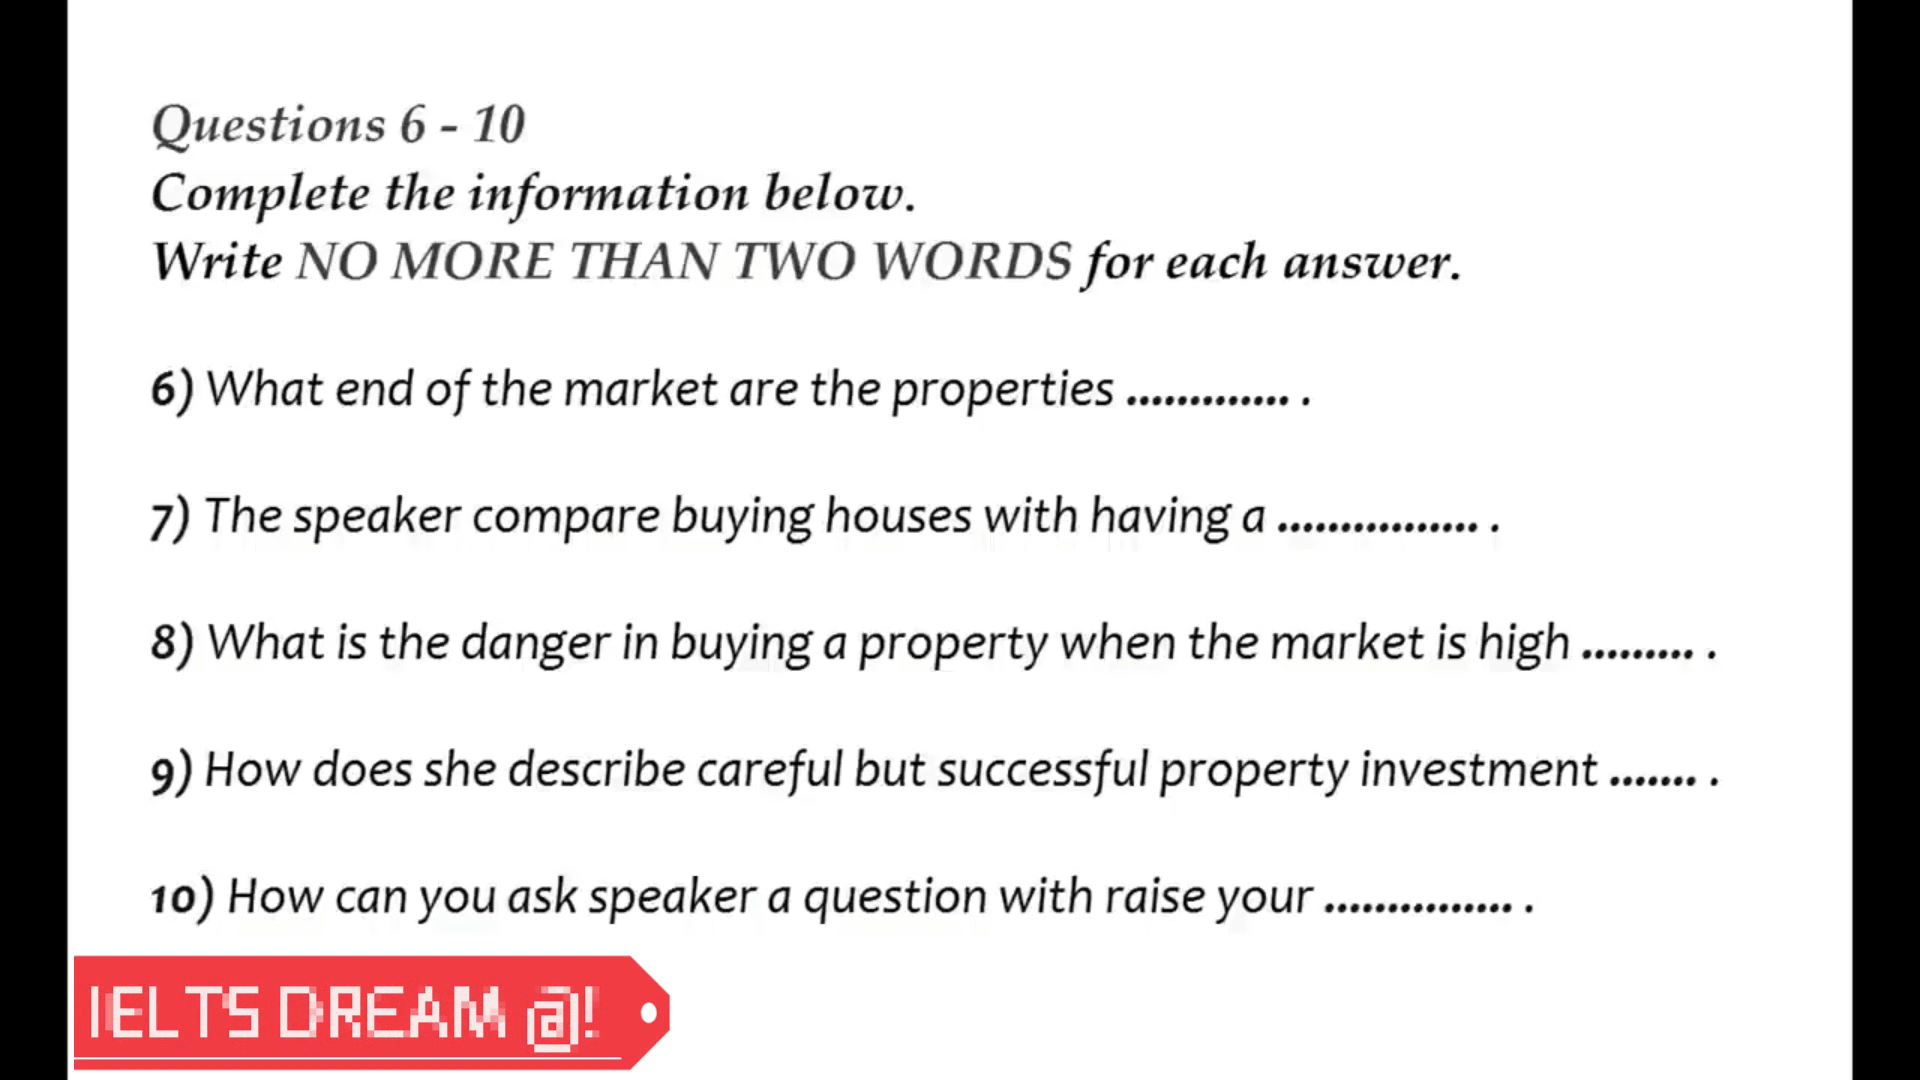 Questions 6 - 10
Complete the information below.
Write NO MORE THAN TWO WORDS for each answer.
6) What end of the market are the properties ............. .
7) The speaker compare buying houses with having a ................ .
8) What is the danger in buying a property when the market is high ......... .
9) How does she describe careful but successful property investment ....... .
10) How can you ask speaker a question with raise your ............... .
IELTS DREAM @!